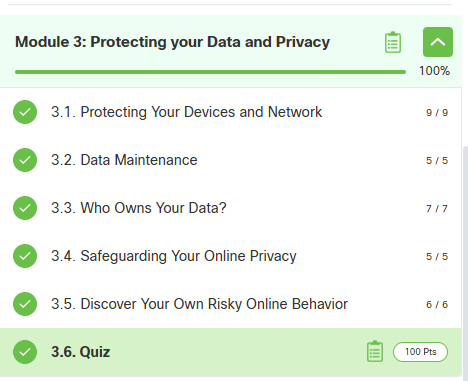 Module 3: Protecting your Data and Privacy
100%
3.1. Protecting Your Devices and Network 9 / 9
3.2. Data Maintenance 5 / 5
3.3. Who Owns Your Data? 7 / 7
3.4. Safeguarding Your Online Privacy 5 / 5
3.5. Discover Your Own Risky Online Behavior 6 / 6
3.6. Quiz 100 Pts